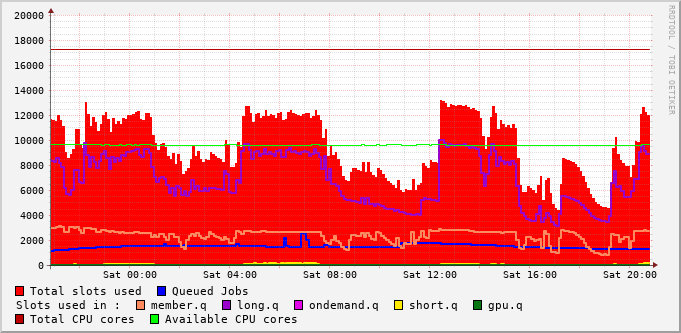 20000
18000
16000
14000
12000
10000
8000
6000
4000
2000
0
Sat 00:00 Sat 04:00 Sat 08:00 Sat 12:00 Sat 16:00 Sat 20:00
RRDTOOL / TOBI OETIKER
Total slots used Queued Jobs
Slots used in : member.q long.q ondemand.q short.q gpu.q
Total CPU cores Available CPU cores